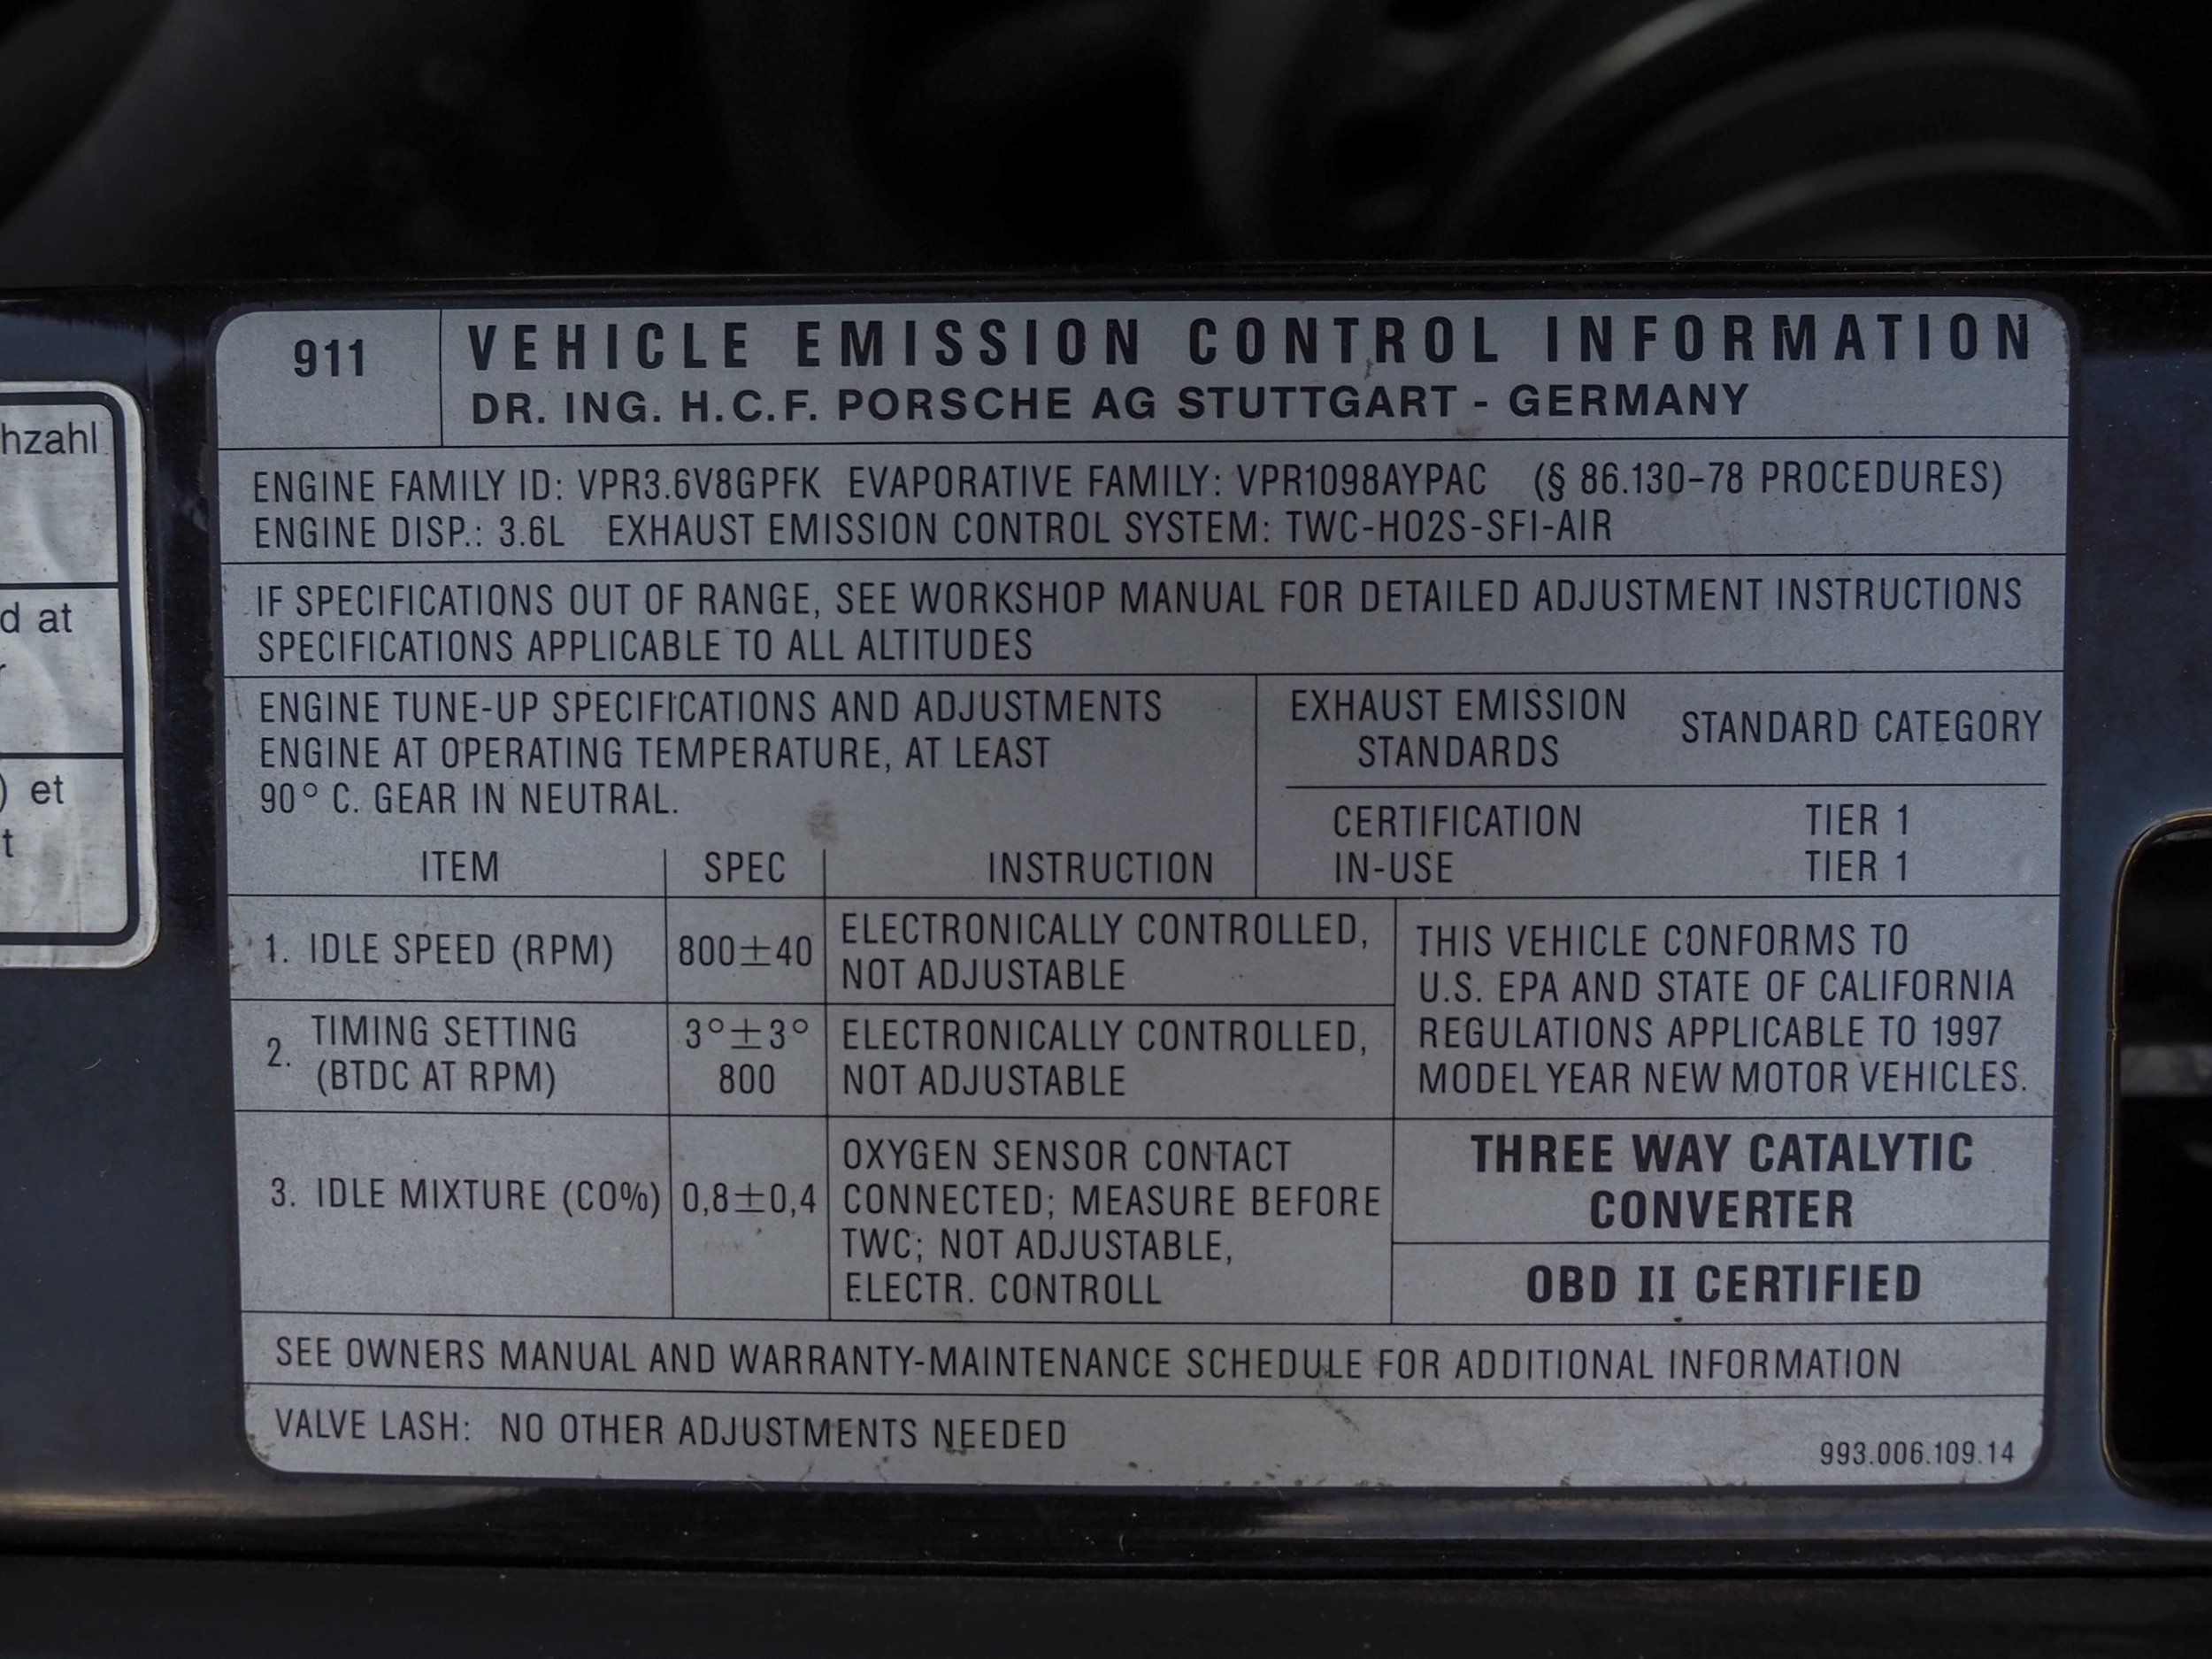 911
VEHICLE EMISSION CONTROL INFORMATION
DR. ING. H.C.F. PORSCHE AG STUTTGART - GERMANY
ENGINE FAMILY ID: VPR3.6V8GPFK EVAPORATIVE FAMILY: VPR1098AYPAC (§ 86.130-78 PROCEDURES)
ENGINE DISP.: 3.6L EXHAUST EMISSION CONTROL SYSTEM: TWC-HO2S-SFI-AIR
IF SPECIFICATIONS OUT OF RANGE, SEE WORKSHOP MANUAL FOR DETAILED ADJUSTMENT INSTRUCTIONS
SPECIFICATIONS APPLICABLE TO ALL ALTITUDES
ENGINE TUNE-UP SPECIFICATIONS AND ADJUSTMENTS
ENGINE AT OPERATING TEMPERATURE, AT LEAST
90° C. GEAR IN NEUTRAL.
EXHAUST EMISSION
STANDARDS
STANDARD CATEGORY
CERTIFICATION TIER 1
IN-USE TIER 1
ITEM SPEC INSTRUCTION
1. IDLE SPEED (RPM) 800±40
ELECTRONICALLY CONTROLLED,
NOT ADJUSTABLE
2. TIMING SETTING
(BTDC AT RPM)
3°±3°
800
ELECTRONICALLY CONTROLLED,
NOT ADJUSTABLE
3. IDLE MIXTURE (CO%) 0,8±0,4
OXYGEN SENSOR CONTACT
CONNECTED; MEASURE BEFORE
TWC; NOT ADJUSTABLE,
ELECTR. CONTROLL
THIS VEHICLE CONFORMS TO
U.S. EPA AND STATE OF CALIFORNIA
REGULATIONS APPLICABLE TO 1997
MODEL YEAR NEW MOTOR VEHICLES.
THREE WAY CATALYTIC
CONVERTER
OBD II CERTIFIED
SEE OWNERS MANUAL AND WARRANTY-MAINTENANCE SCHEDULE FOR ADDITIONAL INFORMATION
VALVE LASH: NO OTHER ADJUSTMENTS NEEDED
993.006.109.14
hzahl
d at
) et
t